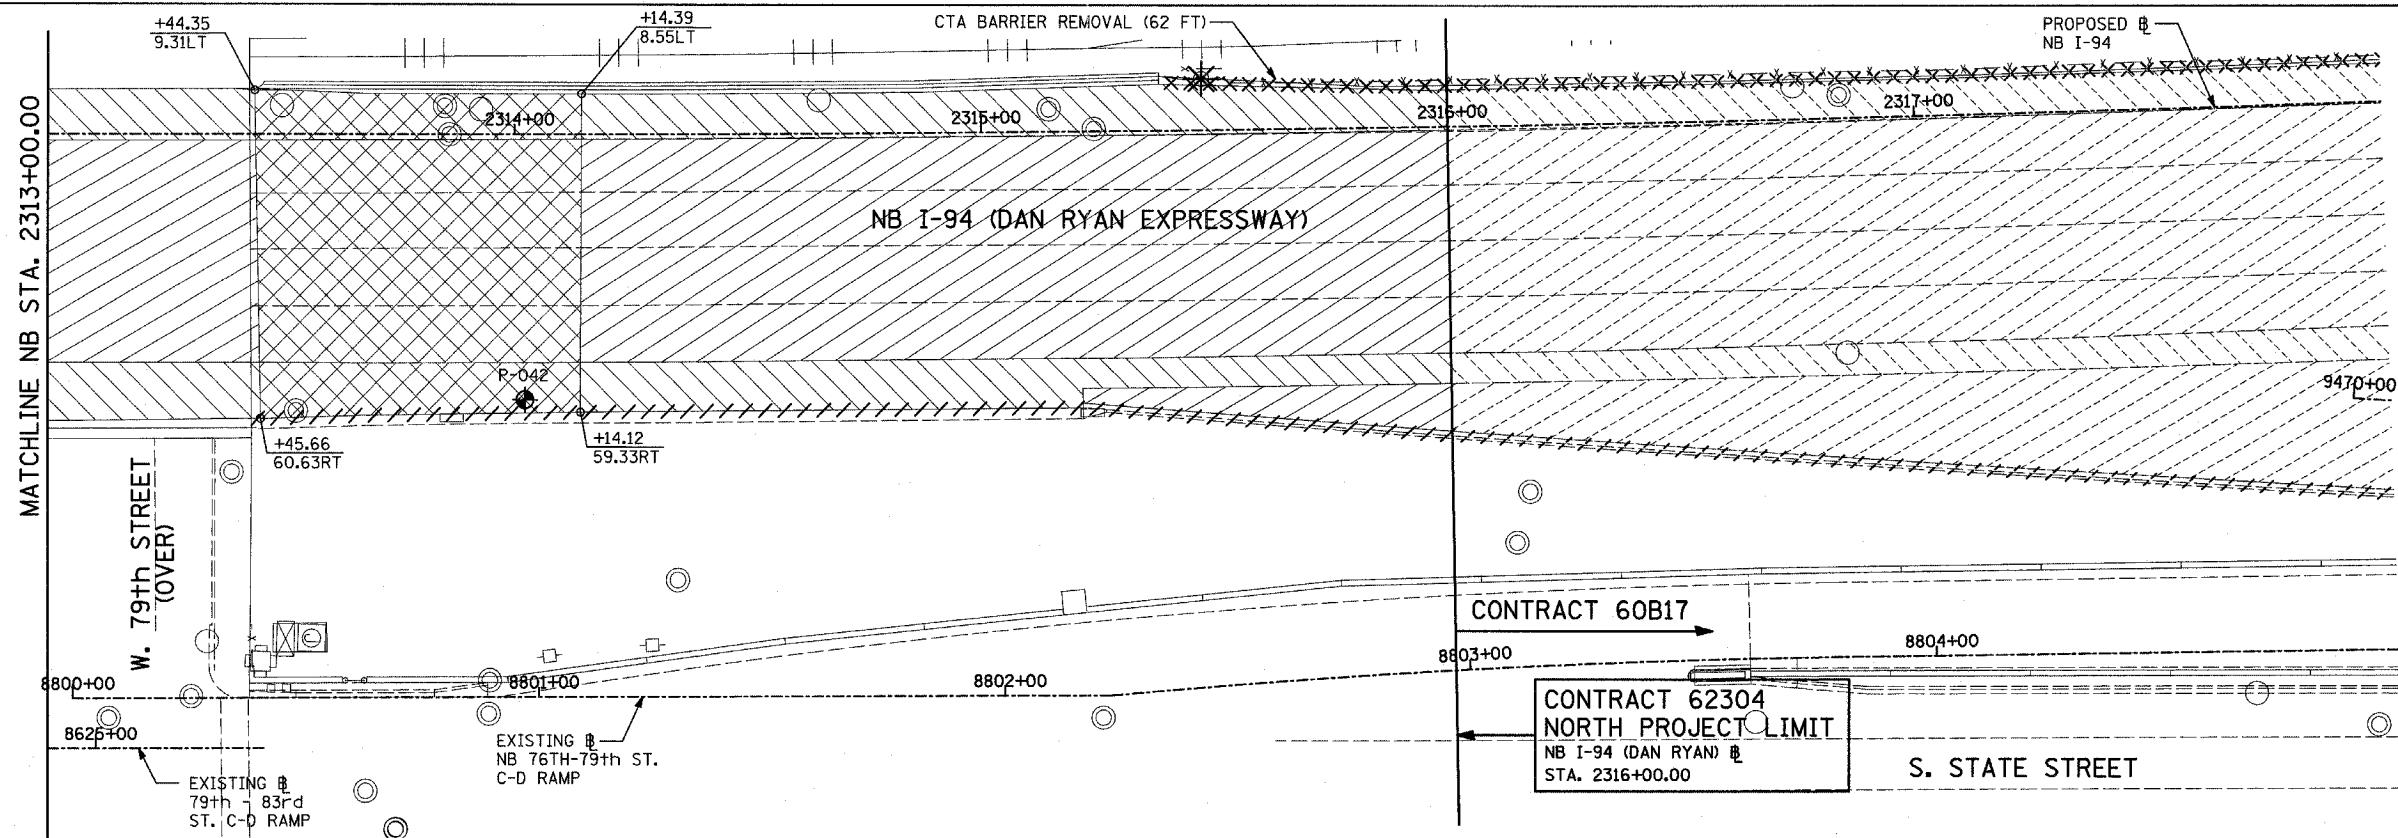 +44.35
9.31LT
+14.39
8.55LT
CTA BARRIER REMOVAL (62 FT)
PROPOSED ℄
NB I-94
MATCHLINE NB STA. 2313+00.00
2314+00
2315+00
2316+00
2317+00
NB I-94 (DAN RYAN EXPRESSWAY)
P-042
9470+00
+45.66
60.63RT
+14.12
59.33RT
W. 79th STREET
(OVER)
CONTRACT 60B17
8800+00
8801+00
8802+00
8803+00
8804+00
8625+00
EXISTING
79th - 83rd
ST. C-D RAMP
EXISTING
NB 76TH-79th ST.
C-D RAMP
CONTRACT 62304
NORTH PROJECT LIMIT
NB I-94 (DAN RYAN)
STA. 2316+00.00
S. STATE STREET